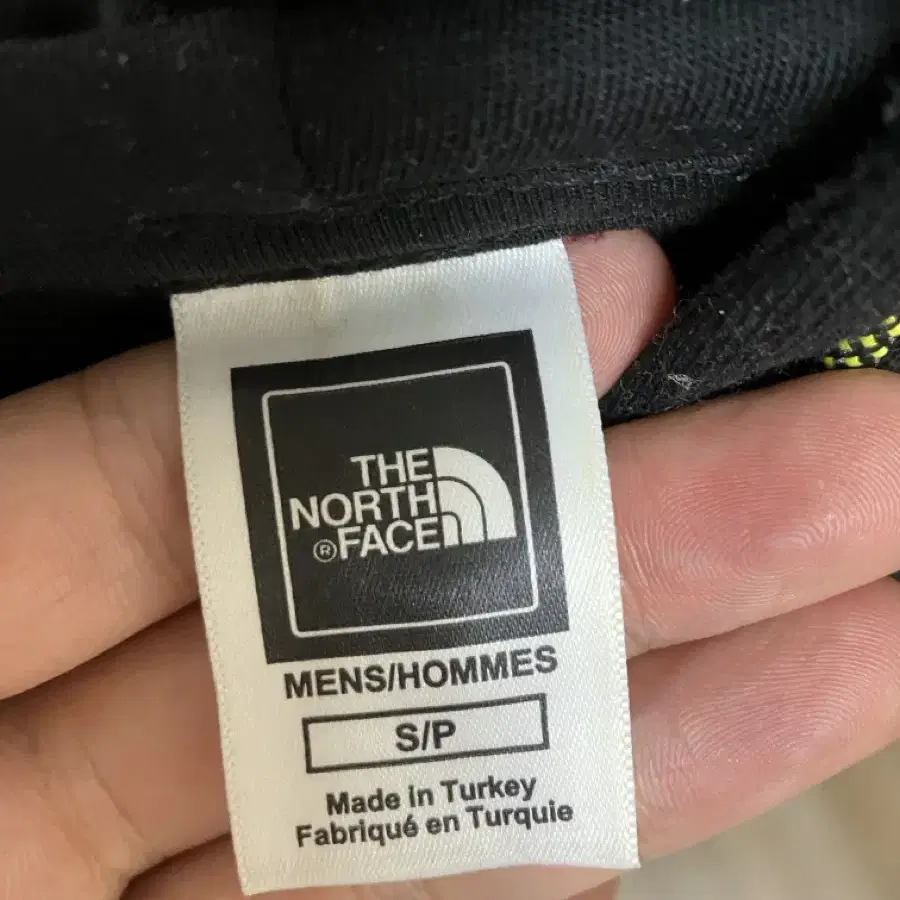 THE
NORTH
® FACE
MENS/HOMMES
S/P
Made in Turkey
Fabriqué en Turquie